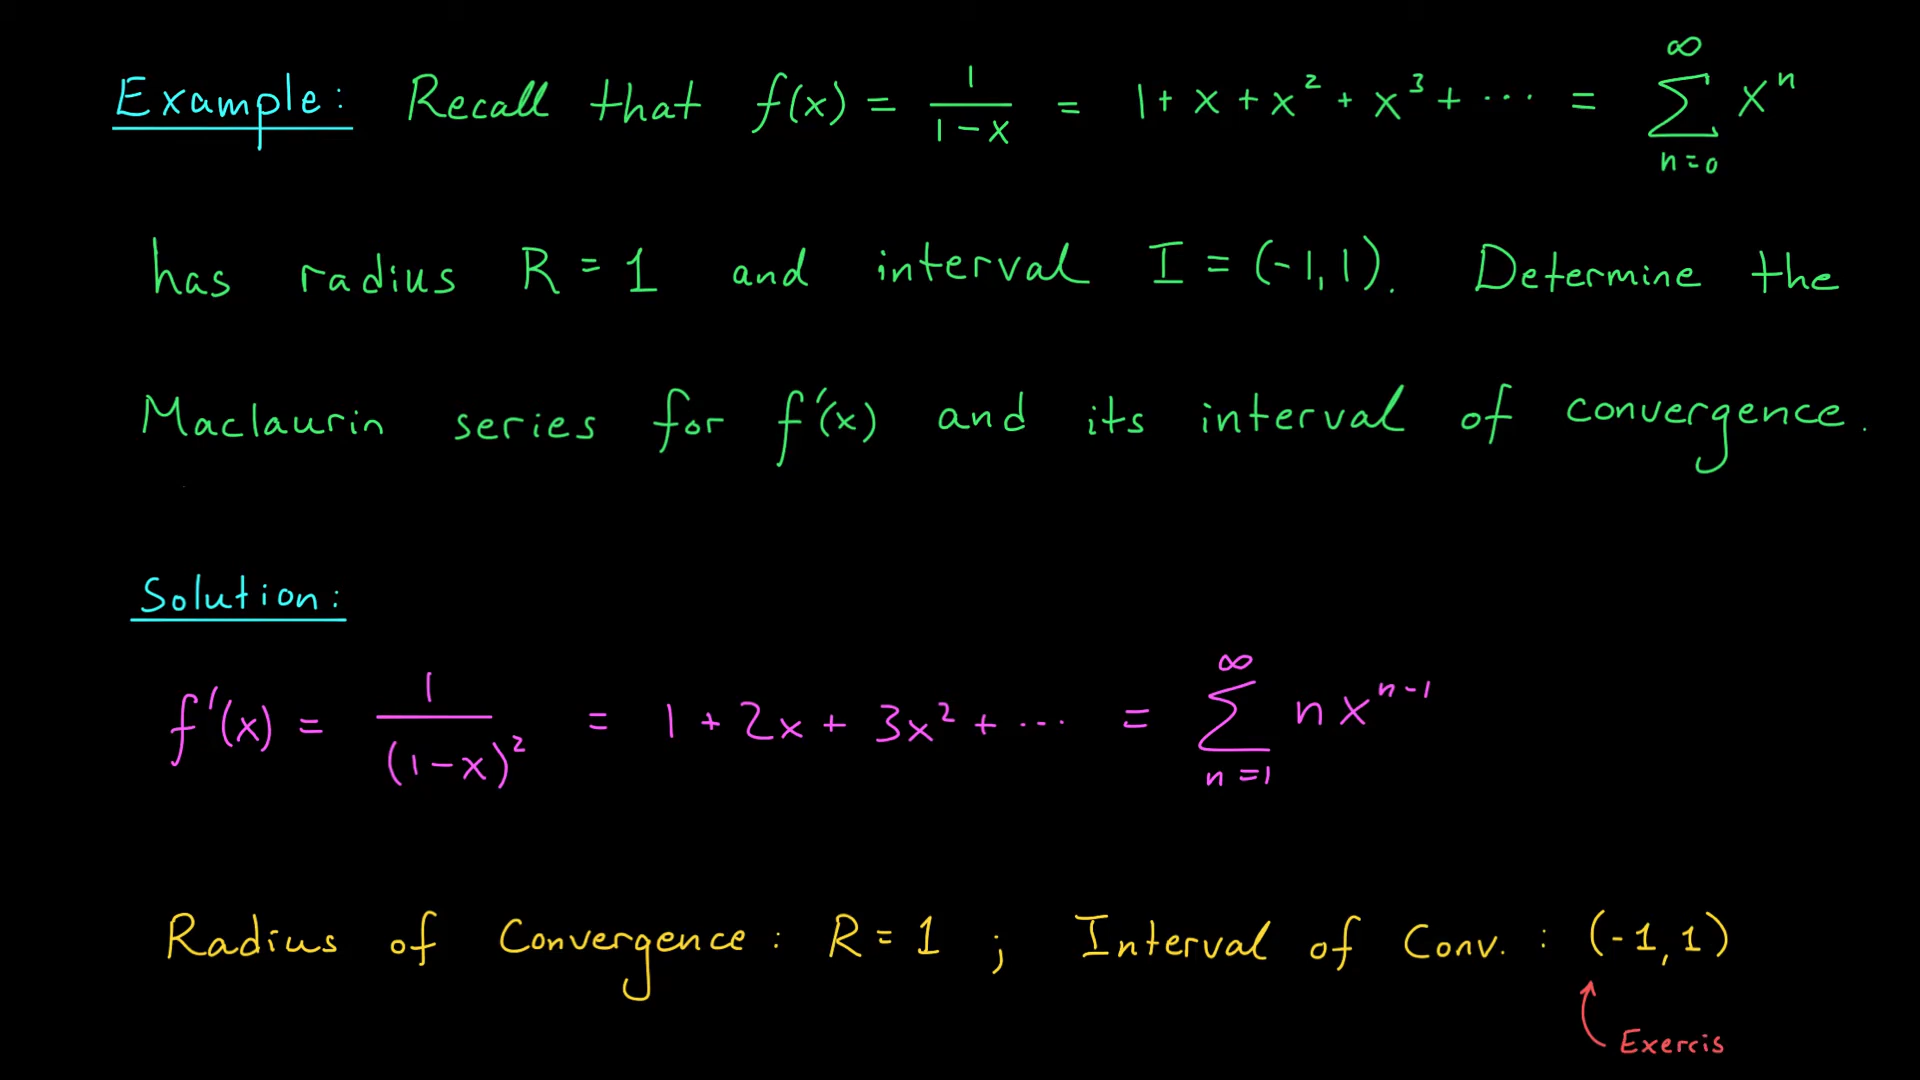 Example: Recall that f(x) = 1/(1-x) = 1 + x + x² + x³ + ⋯ = ∑_{n=0}^{∞} xⁿ
has radius R = 1 and interval I = (-1,1). Determine the
Maclaurin series for f'(x) and its interval of convergence.
Solution:
f'(x) = 1/(1-x)² = 1 + 2x + 3x² + ⋯ = ∑_{n=1}^{∞} n xⁿ⁻¹
Radius of Convergence: R = 1 ; Interval of Conv. : (-1,1)
Exercis